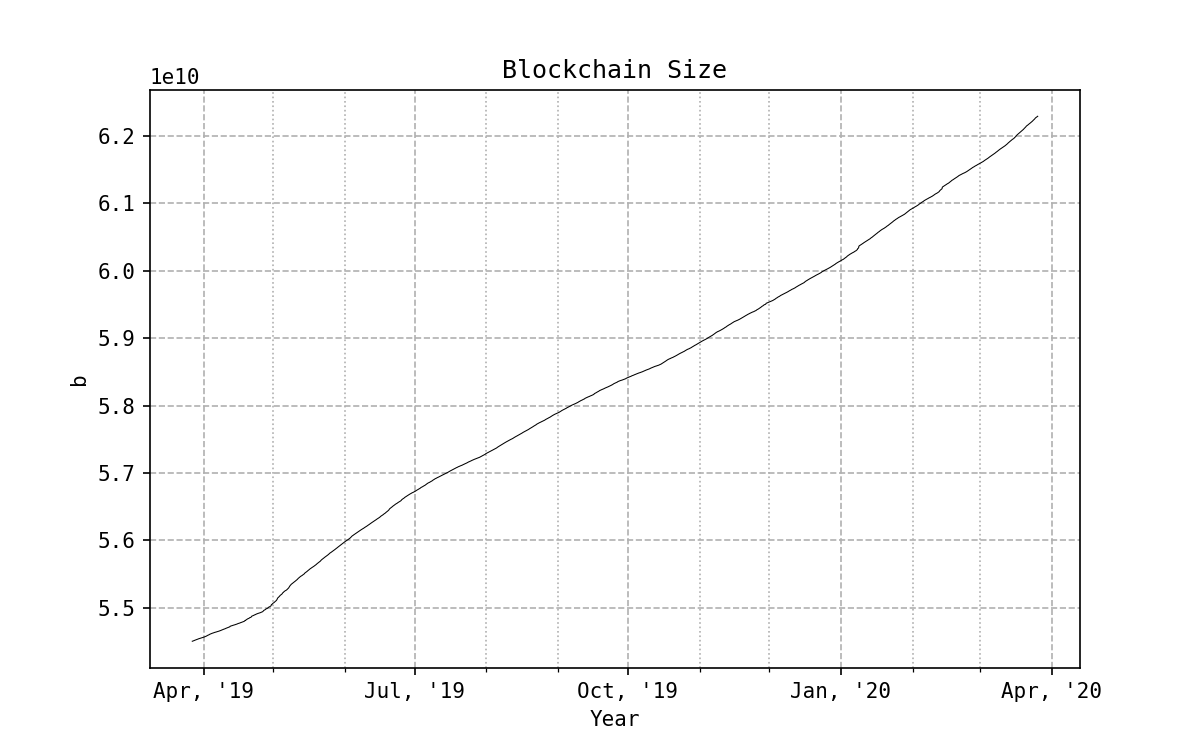 Blockchain Size
1e10
6.2
6.1
6.0
5.9
5.8
5.7
5.6
5.5
b
Apr, '19 Jul, '19 Oct, '19 Jan, '20 Apr, '20
Year